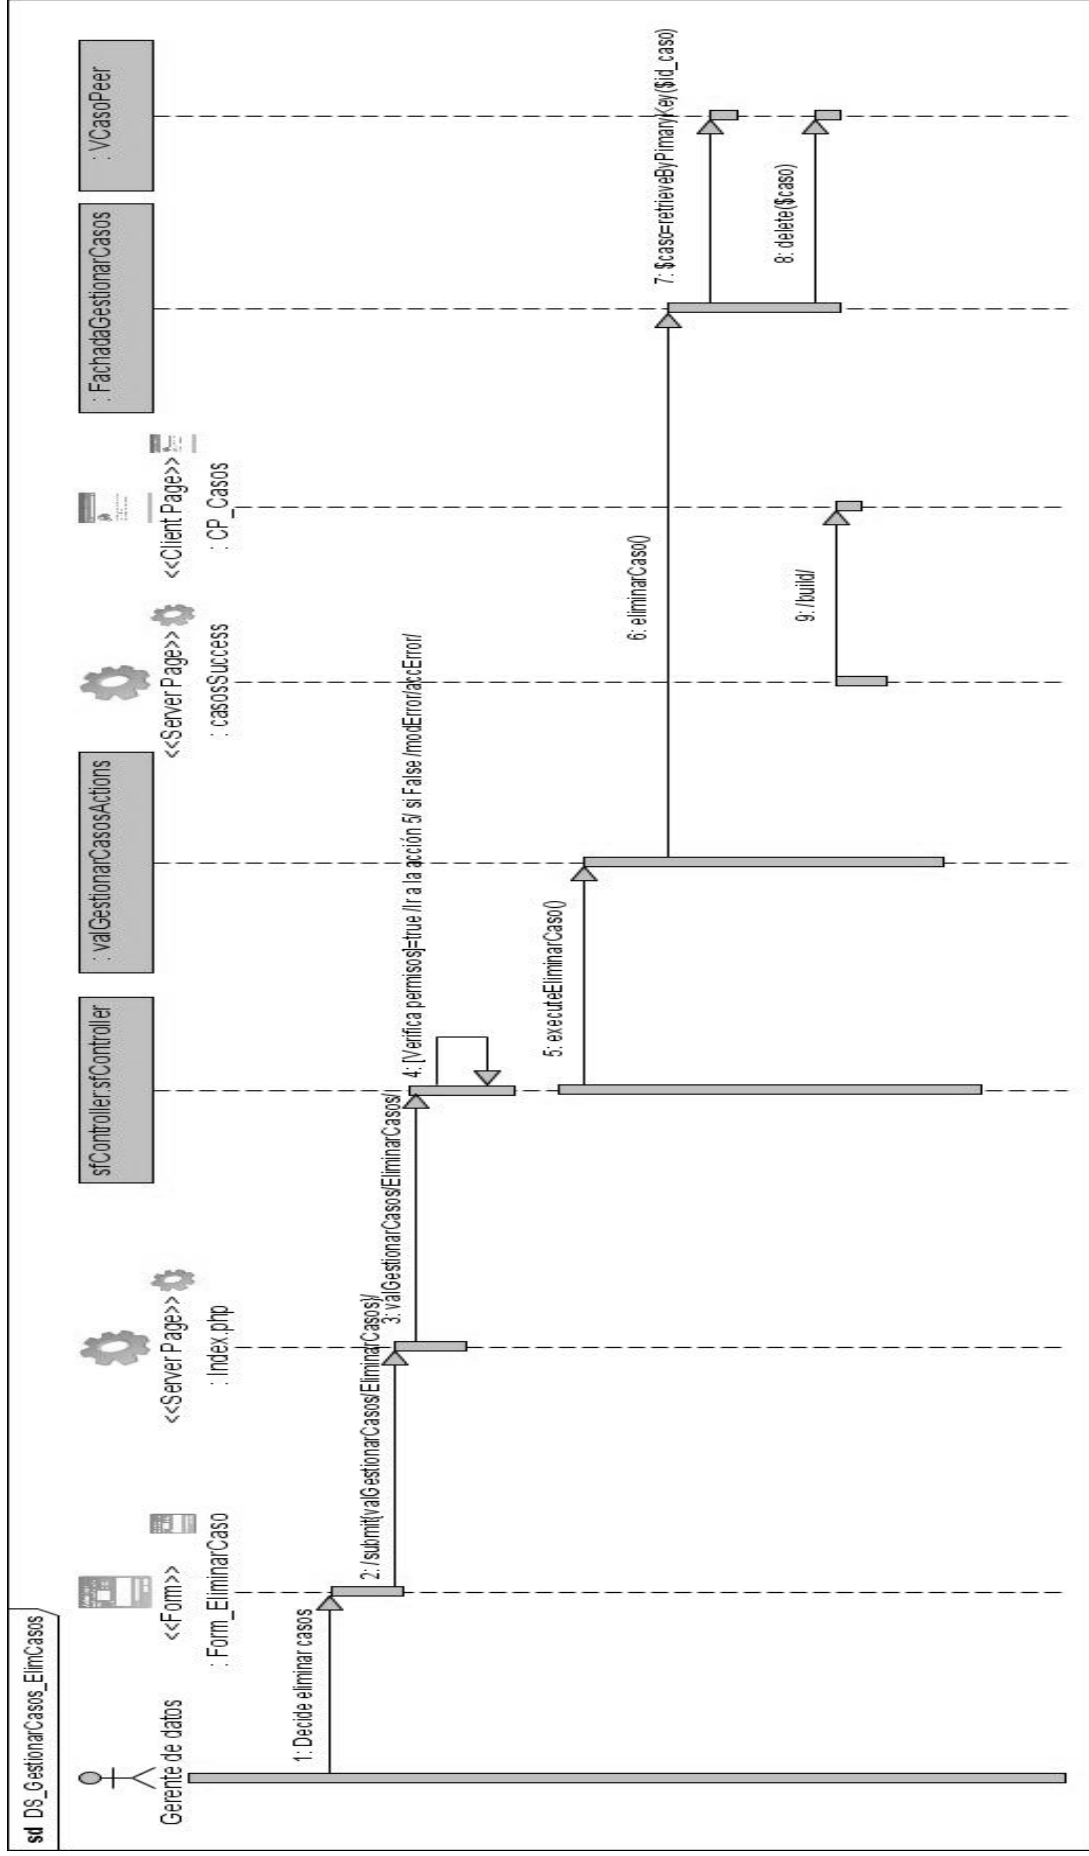 sd DS_GestionarCasos_ElimCasos
Gerente de datos
<<Form>>
: Form_EliminarCaso
<<Server Page>>
: Index.php
sfController:sfController
: valGestionarCasosActions
<<Server Page>>
: casosSuccess
<<Client Page>>
: CP_Casos
: FachadaGestionarCasos
: VCasoPeer
1: Decide eliminar casos
2: /submit(valGestionarCasos/EliminarCasos)/
3: valGestionarCasos/EliminarCasos/
4: [Verifica permisos]=true /Ir a la acción 5/ si False /modError/accError/
5: executeEliminarCaso()
6: eliminarCaso()
7: $caso=retrieveByPimaryKey($id_caso)
8: delete($caso)
9: /build/